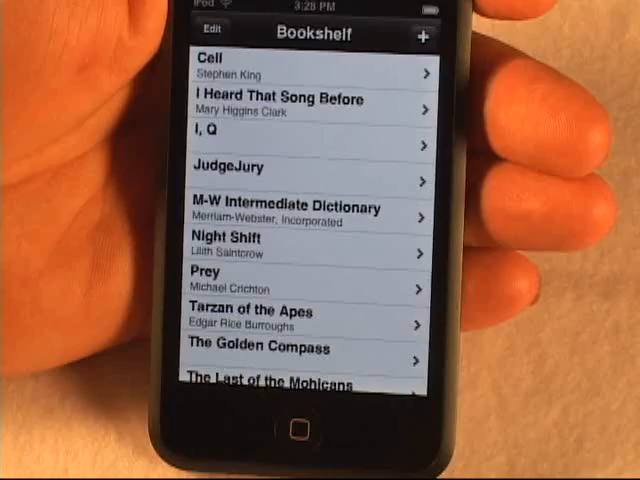 iPod 3:28 PM
Edit Bookshelf +
Cell
Stephen King
I Heard That Song Before
Mary Higgins Clark
I, Q
JudgeJury
M-W Intermediate Dictionary
Merriam-Webster, Incorporated
Night Shift
Lilith Saintcrow
Prey
Michael Crichton
Tarzan of the Apes
Edgar Rice Burroughs
The Golden Compass
The Last of the Mohicans